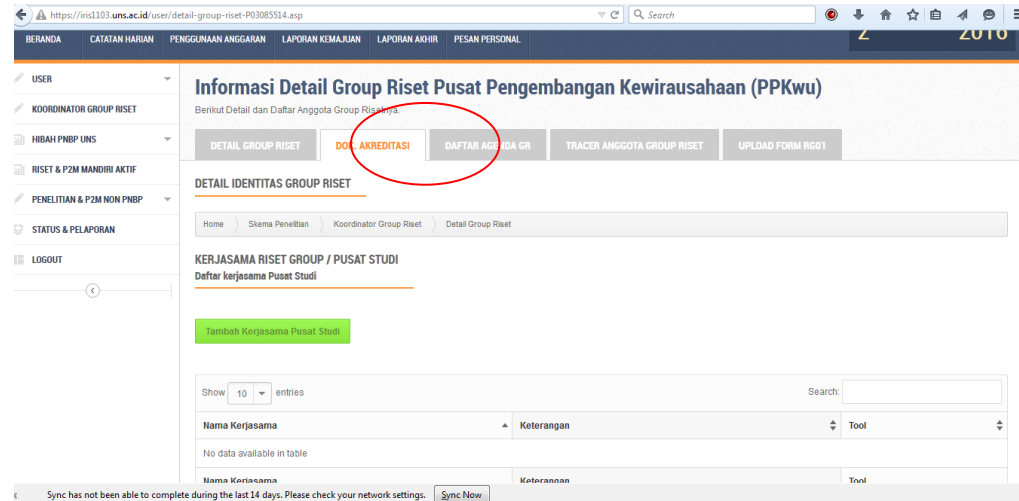 https://iris1103.uns.ac.id/user/detail-group-riset-P03085514.asp
Search
BERANDA CATATAN HARIAN PENGGUNAAN ANGGARAN LAPORAN KEMAJUAN LAPORAN AKHIR PESAN PERSONAL
2 2016
USER
KOORDINATOR GROUP RISET
HIBAH PNBP UNS
RISET & P2M MANDIRI AKTIF
PENELITIAN & P2M NON PNBP
STATUS & PELAPORAN
LOGOUT
Informasi Detail Group Riset Pusat Pengembangan Kewirausahaan (PPKwu)
Berikut Detail dan Daftar Anggota Group Risetnya.
DETAIL GROUP RISET DOK. AKREDITASI DAFTAR AGENDA GR TRACER ANGGOTA GROUP RISET UPLOAD FORM RG01
DETAIL IDENTITAS GROUP RISET
Home Skema Penelitian Koordinator Group Riset Detail Group Riset
KERJASAMA RISET GROUP / PUSAT STUDI
Daftar kerjasama Pusat Studi
Tambah Kerjasama Pusat Studi
Show 10 entries Search:
Nama Kerjasama Keterangan Tool
No data available in table
Nama Kerjasama Keterangan Tool
Sync has not been able to complete during the last 14 days. Please check your network settings. Sync Now